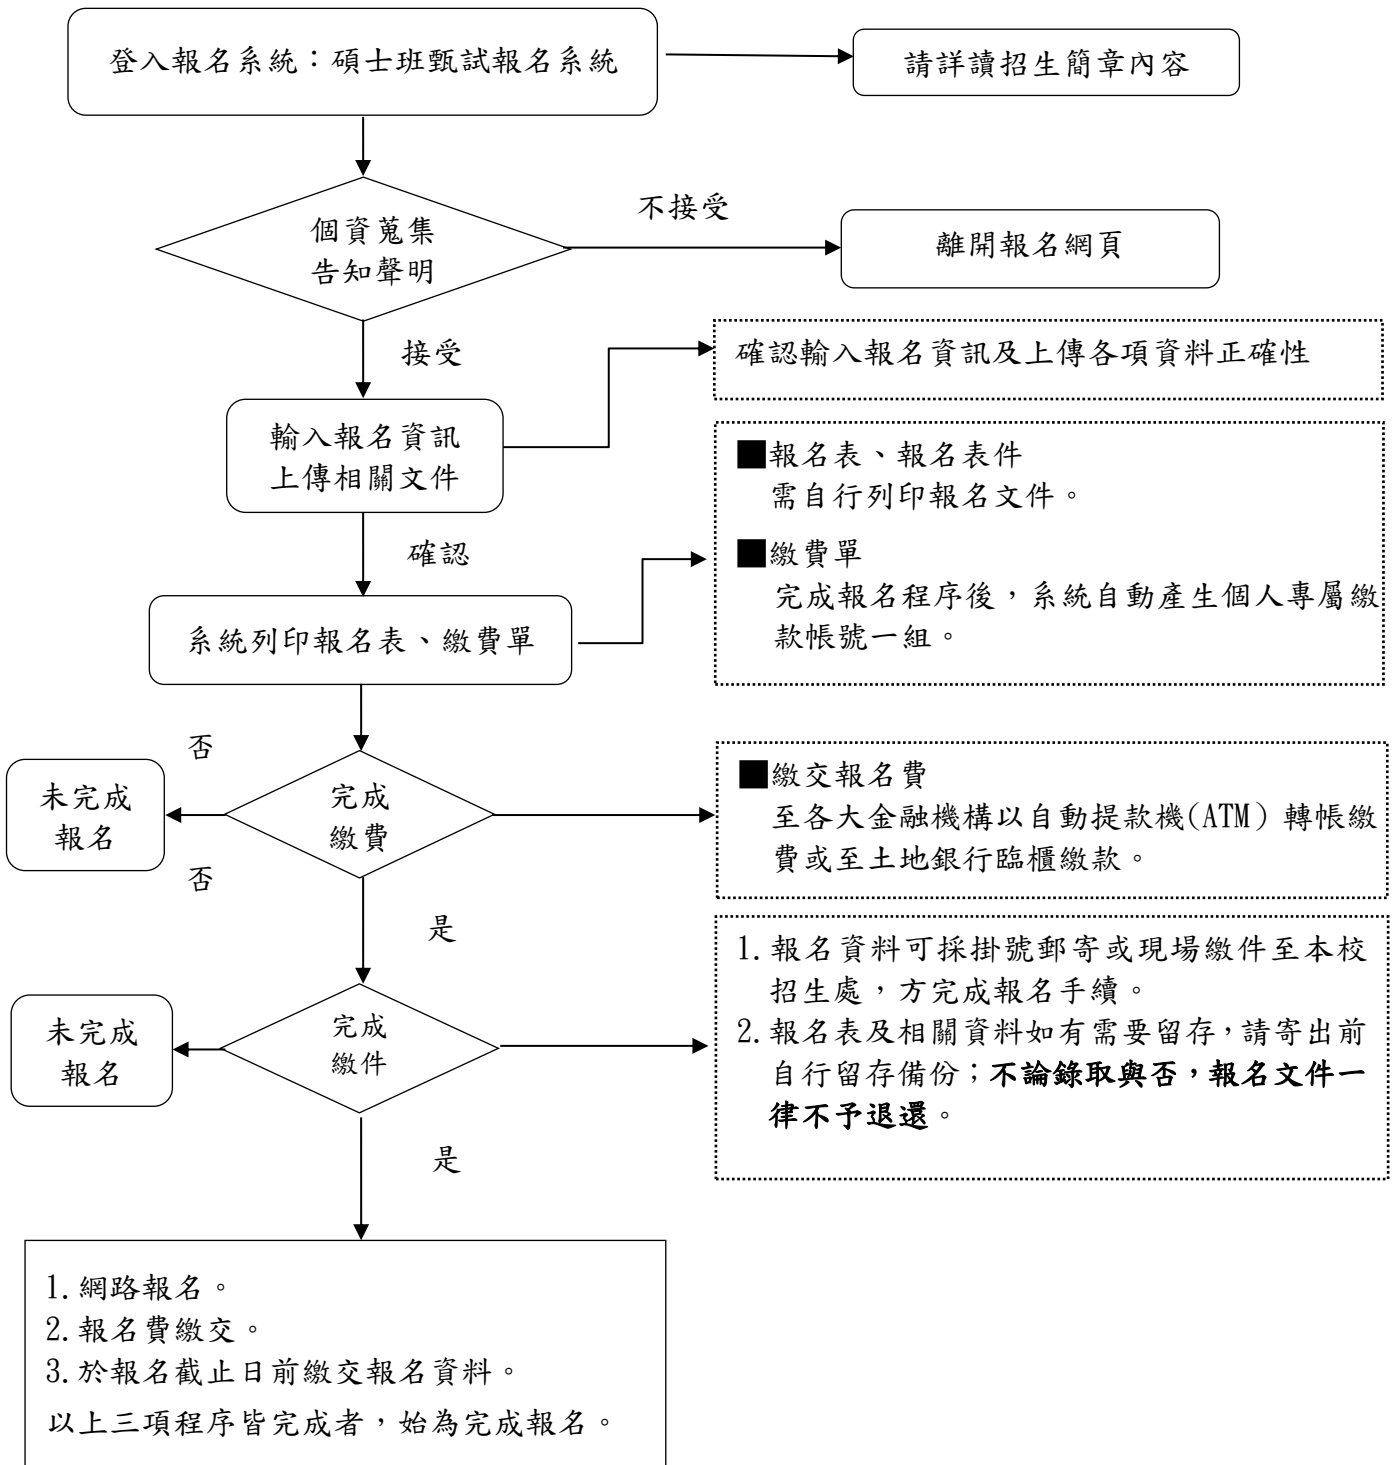 登入報名系統：碩士班甄試報名系統
請詳讀招生簡章內容
個資蒐集
告知聲明
不接受
離開報名網頁
接受
確認輸入報名資訊及上傳各項資料正確性
輸入報名資訊
上傳相關文件
■報名表、報名表件
需自行列印報名文件。
■繳費單
完成報名程序後，系統自動產生個人專屬繳
款帳號一組。
確認
系統列印報名表、繳費單
否
未完成
報名
完成
繳費
■繳交報名費
至各大金融機構以自動提款機(ATM) 轉帳繳
費或至土地銀行臨櫃繳款。
否
是
未完成
報名
完成
繳件
1.報名資料可採掛號郵寄或現場繳件至本校
招生處，方完成報名手續。
2.報名表及相關資料如有需要留存，請寄出前
自行留存備份；不論錄取與否，報名文件一
律不予退還。
是
1.網路報名。
2.報名費繳交。
3.於報名截止日前繳交報名資料。
以上三項程序皆完成者，始為完成報名。